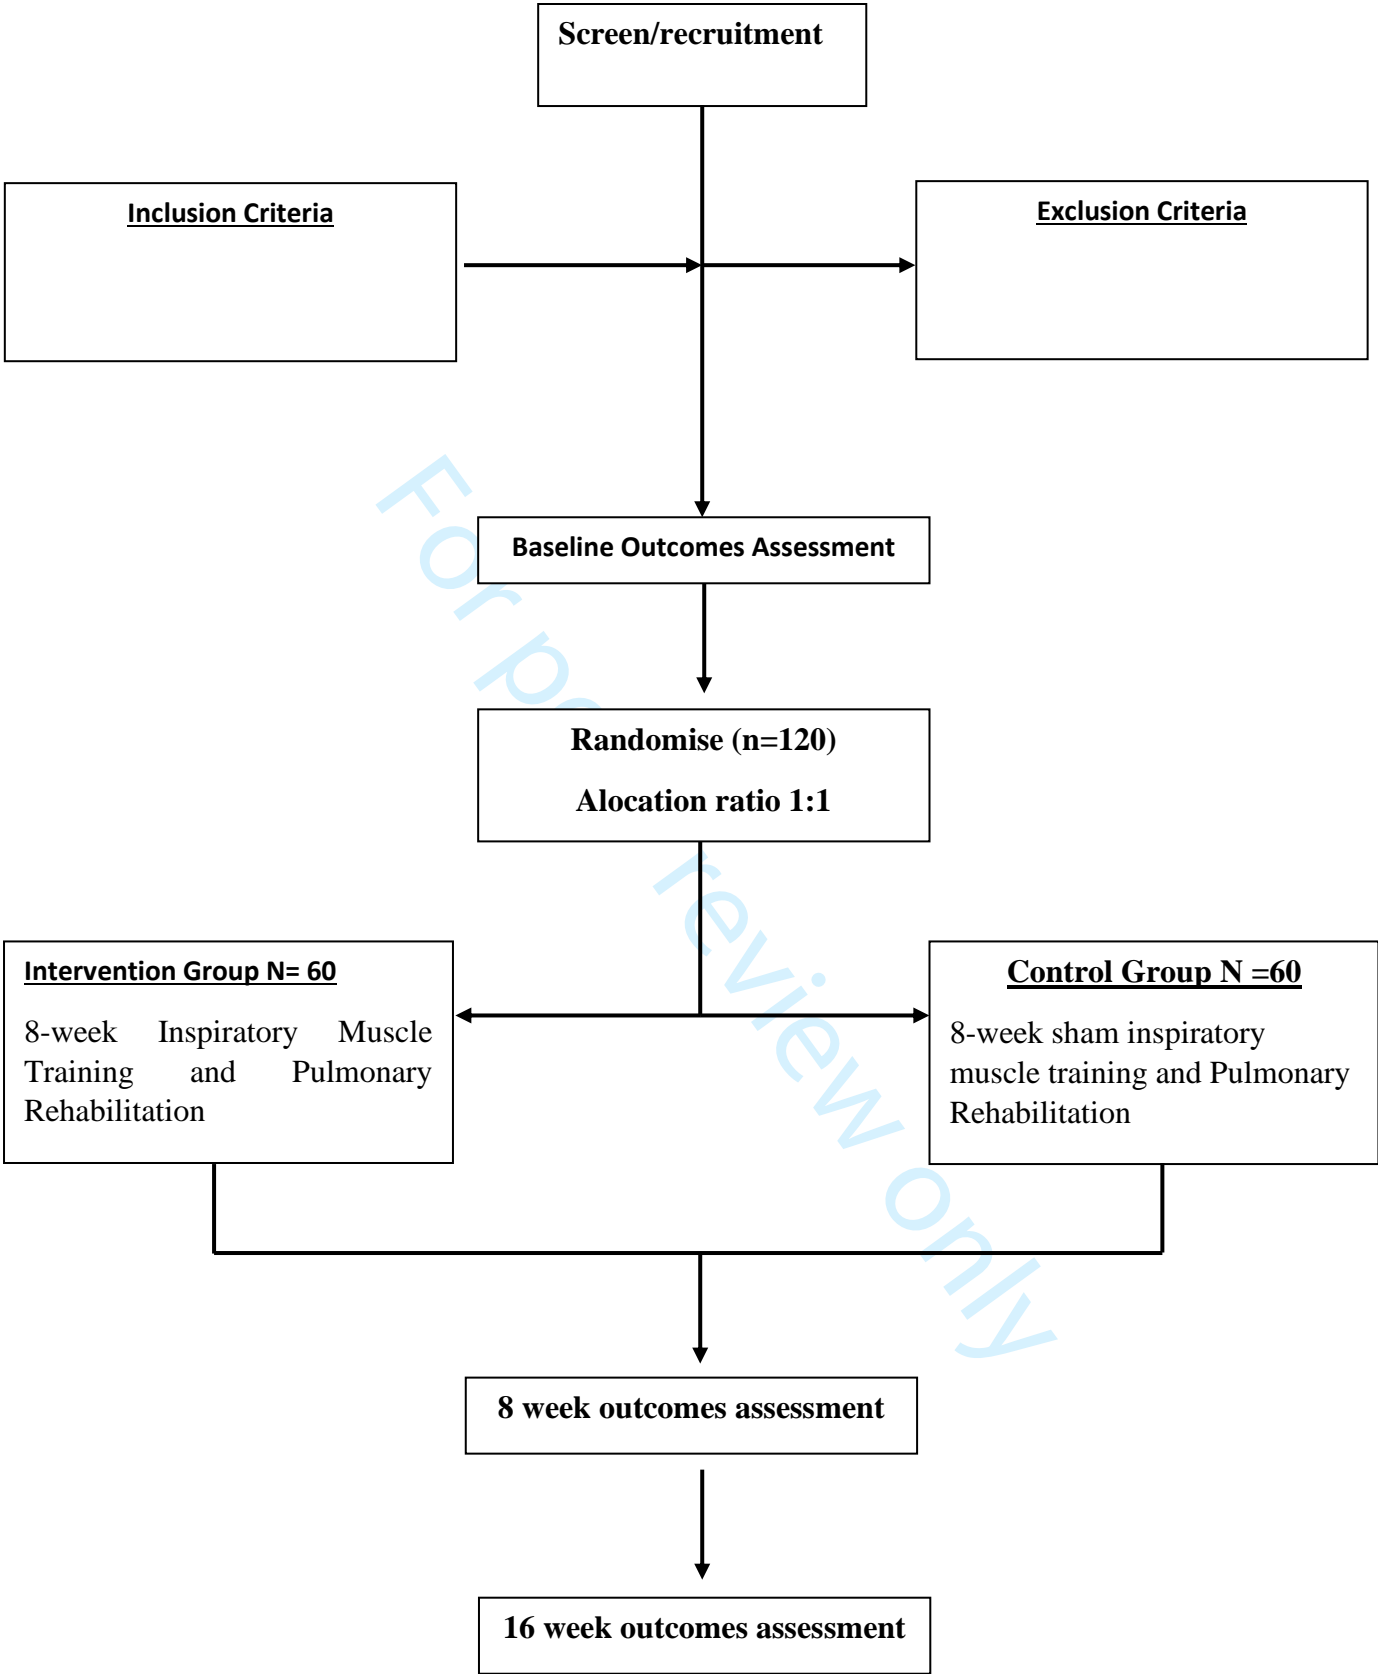 Screen/recruitment
Inclusion Criteria
Exclusion Criteria
Baseline Outcomes Assessment
Randomise (n=120)
Alocation ratio 1:1
Intervention Group N= 60
8-week Inspiratory Muscle
Training and Pulmonary
Rehabilitation
Control Group N =60
8-week sham inspiratory
muscle training and Pulmonary
Rehabilitation
8 week outcomes assessment
16 week outcomes assessment
For peer review only